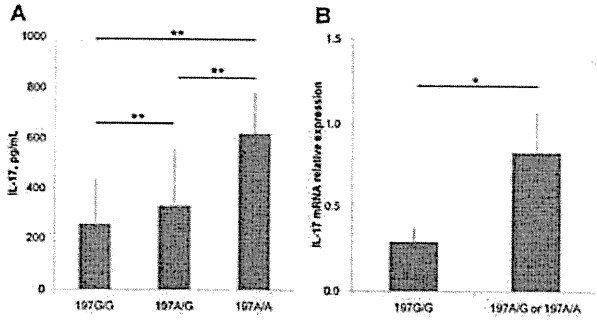 A
IL-17, pg/mL
1000
800
600
400
200
0
**
**
**
197G/G 197A/G 197A/A
B
IL-17 mRNA relative expression
1.5
1.0
0.5
0.0
*
197G/G 197A/G or 197A/A